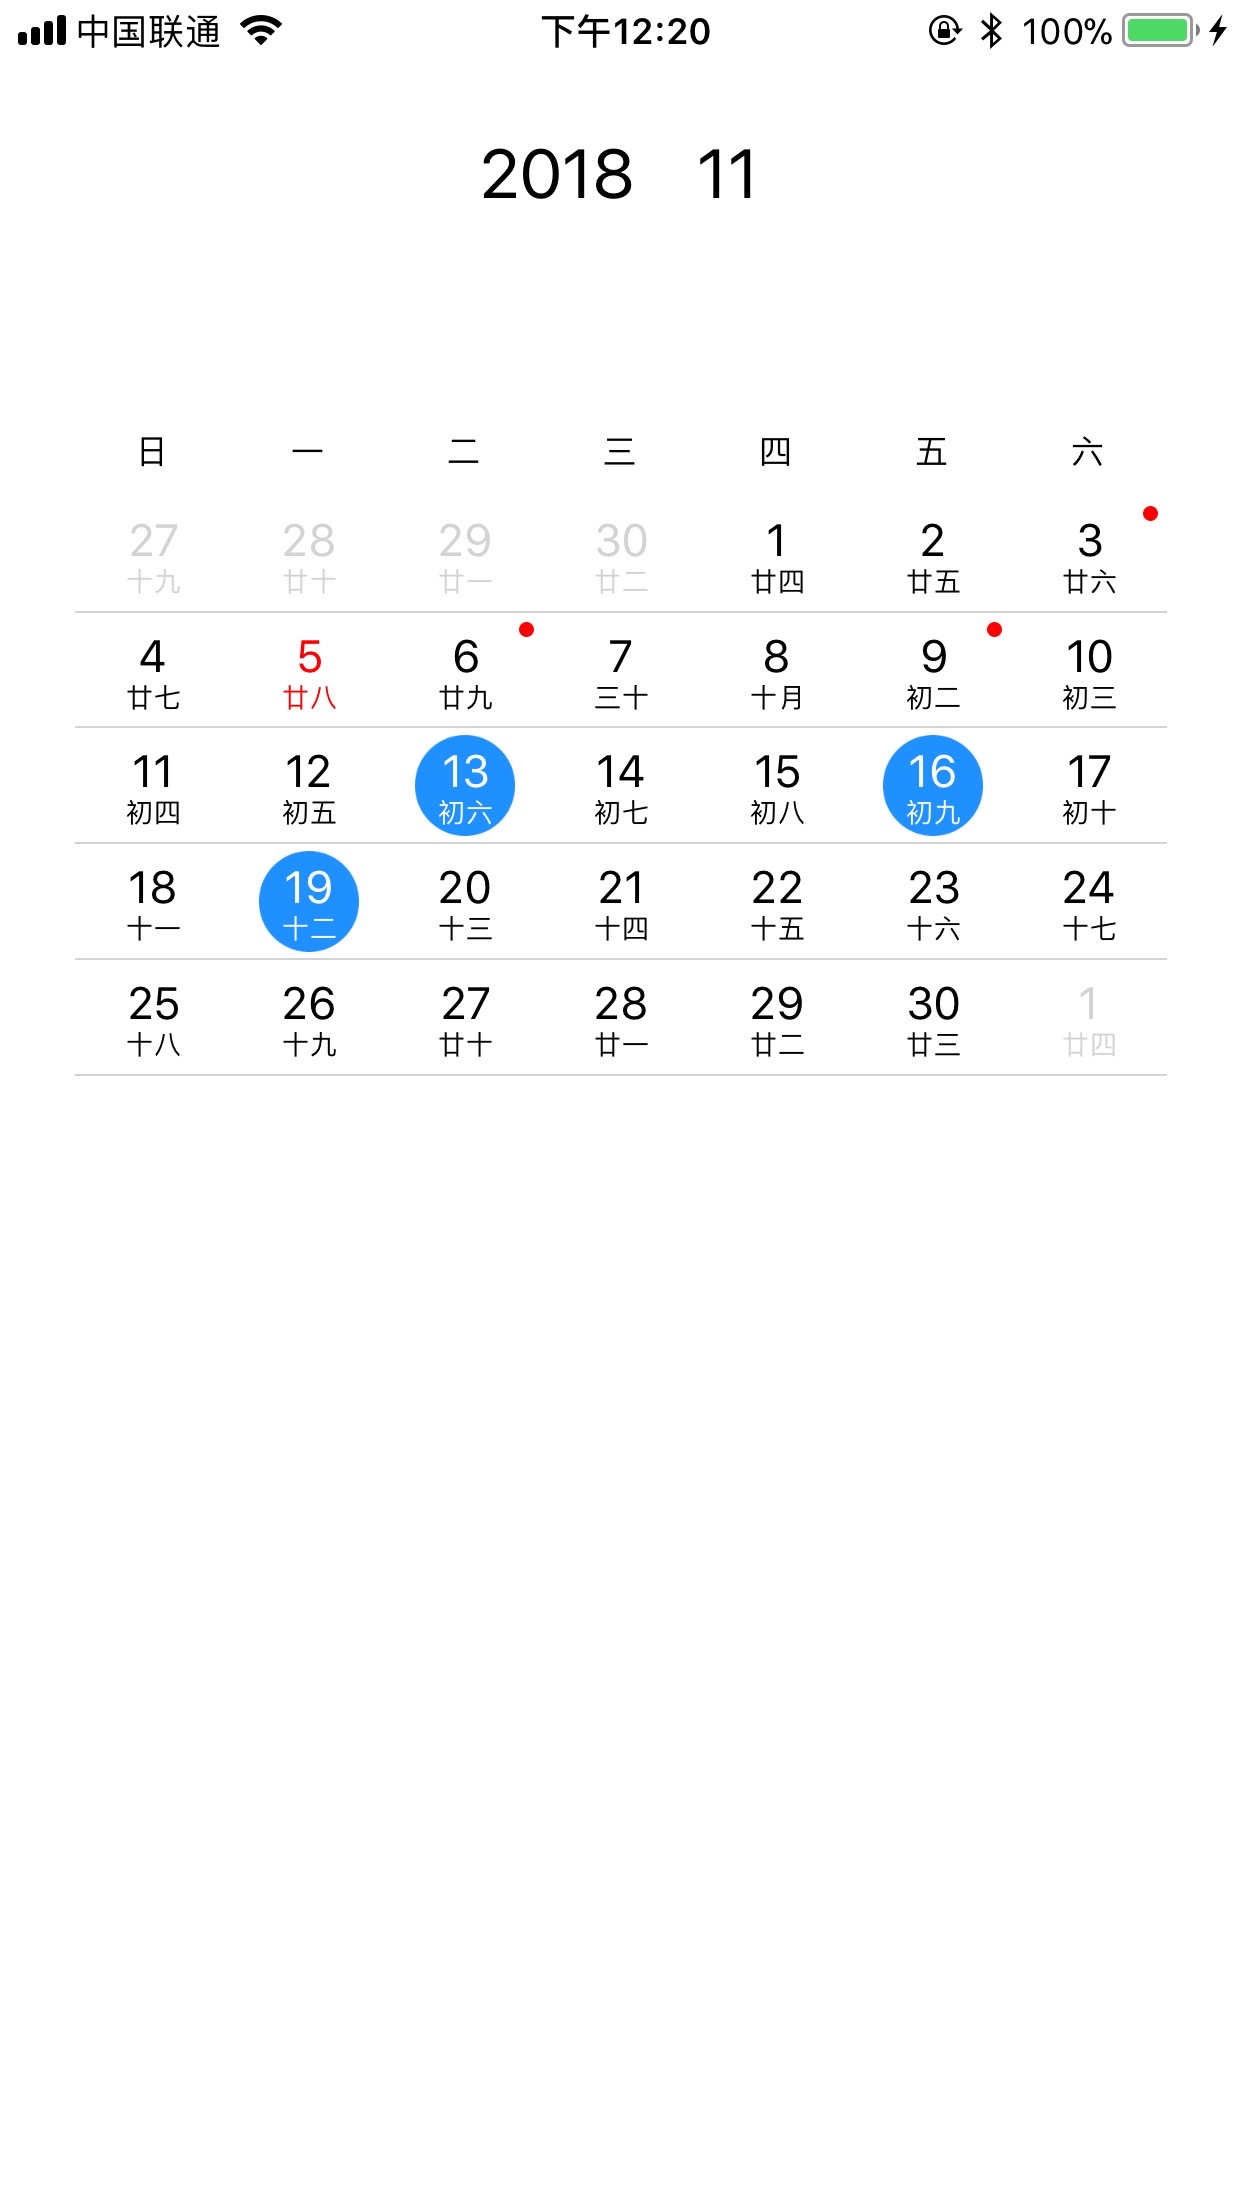 中国联通 下午12:20 100%
2018 11
日 一 二 三 四 五 六
27 28 29 30 1 2 3
十九 廿十 廿一 廿二 廿四 廿五 廿六
4 5 6 7 8 9 10
廿七 廿八 廿九 三十 十月 初二 初三
11 12 13 14 15 16 17
初四 初五 初六 初七 初八 初九 初十
18 19 20 21 22 23 24
十一 十二 十三 十四 十五 十六 十七
25 26 27 28 29 30 1
十八 十九 廿十 廿一 廿二 廿三 廿四